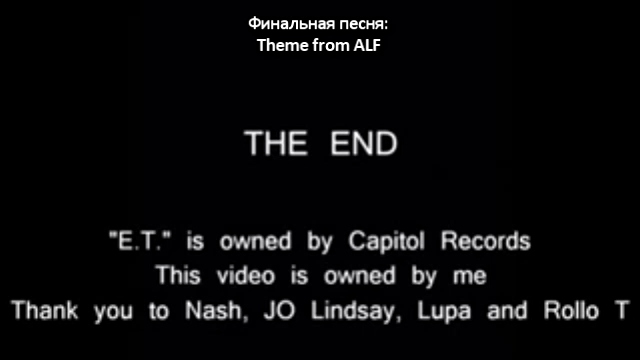 Финальная песня:
Theme from ALF
THE END
"E.T." is owned by Capitol Records
This video is owned by me
Thank you to Nash, JO Lindsay, Lupa and Rollo T